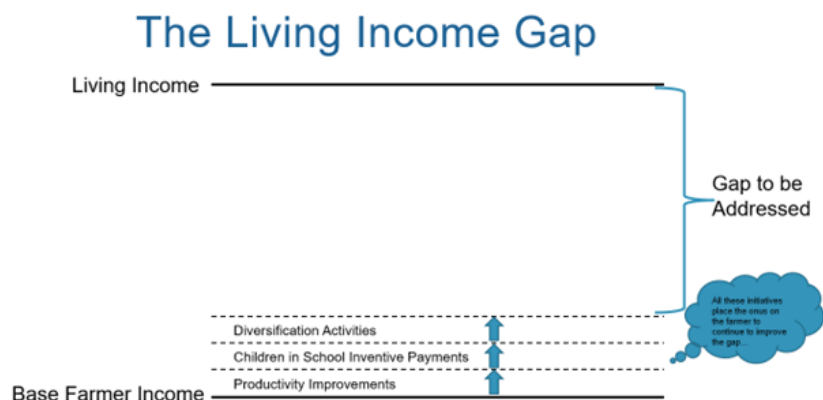 The Living Income Gap
Living Income
Gap to be
Addressed
All these initiatives
place the onus on
the farmer to
continue to improve
the gap...
Diversification Activities
Children in School Inventive Payments
Productivity Improvements
Base Farmer Income